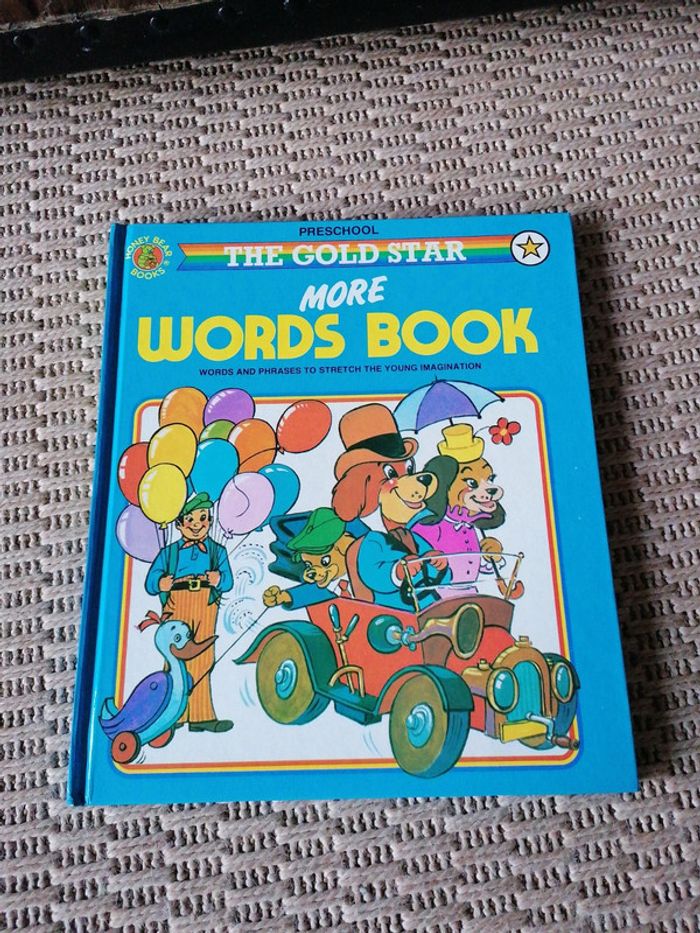 PRESCHOOL
THE GOLD STAR
HONEY BEAR
BOOKS®
MORE
WORDS BOOK
WORDS AND PHRASES TO STRETCH THE YOUNG IMAGINATION